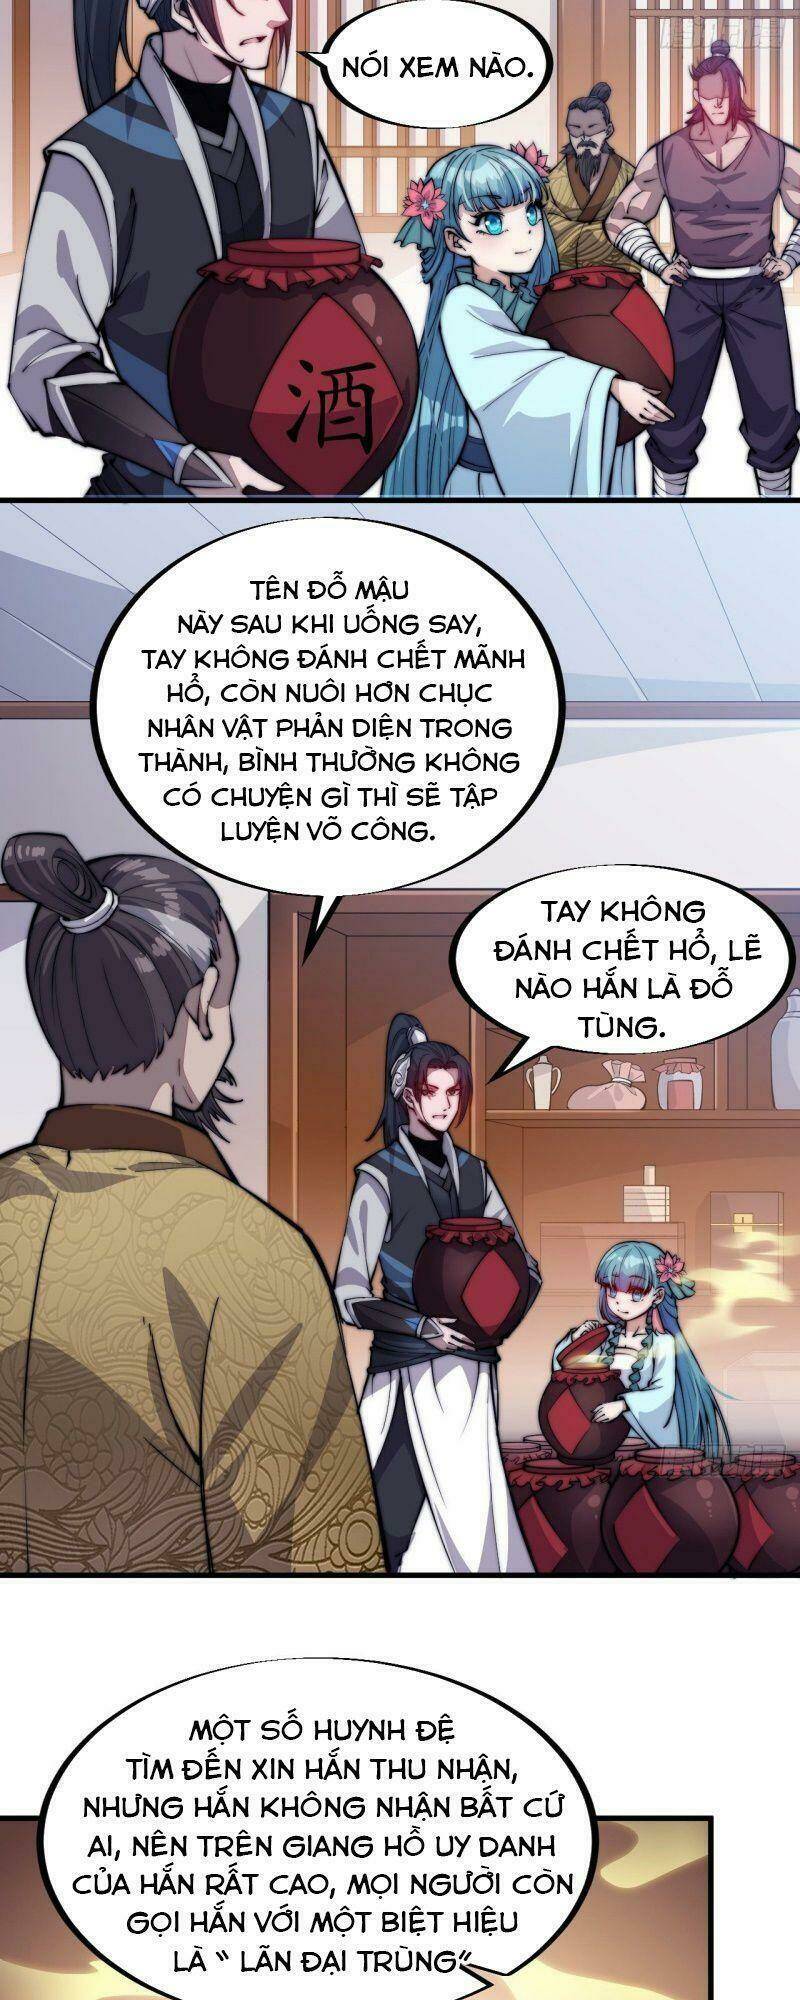 NÓI XEM NÀO.
酒
TÊN ĐỖ MẬU
NÀY SAU KHI UỐNG SAY,
TAY KHÔNG ĐÁNH CHẾT MÃNH
HỔ, CÒN NUÔI HƠN CHỤC
NHÂN VẬT PHẢN DIỆN TRONG
THÀNH, BÌNH THƯỜNG KHÔNG
CÓ CHUYỆN GÌ THÌ SẼ TẬP
LUYỆN VÕ CÔNG.
TAY KHÔNG
ĐÁNH CHẾT HỔ, LẼ
NÀO HẮN LÀ ĐỖ
TÙNG.
MỘT SỐ HUYNH ĐỆ
TÌM ĐẾN XIN HẮN THU NHẬN,
NHƯNG HẮN KHÔNG NHẬN BẤT CỨ
AI, NÊN TRÊN GIANG HỒ UY DANH
CỦA HẮN RẤT CAO, MỌI NGƯỜI CÒN
GỌI HẮN VỚI MỘT BIỆT HIỆU
LÀ “ LÃN ĐẠI TRÙNG”